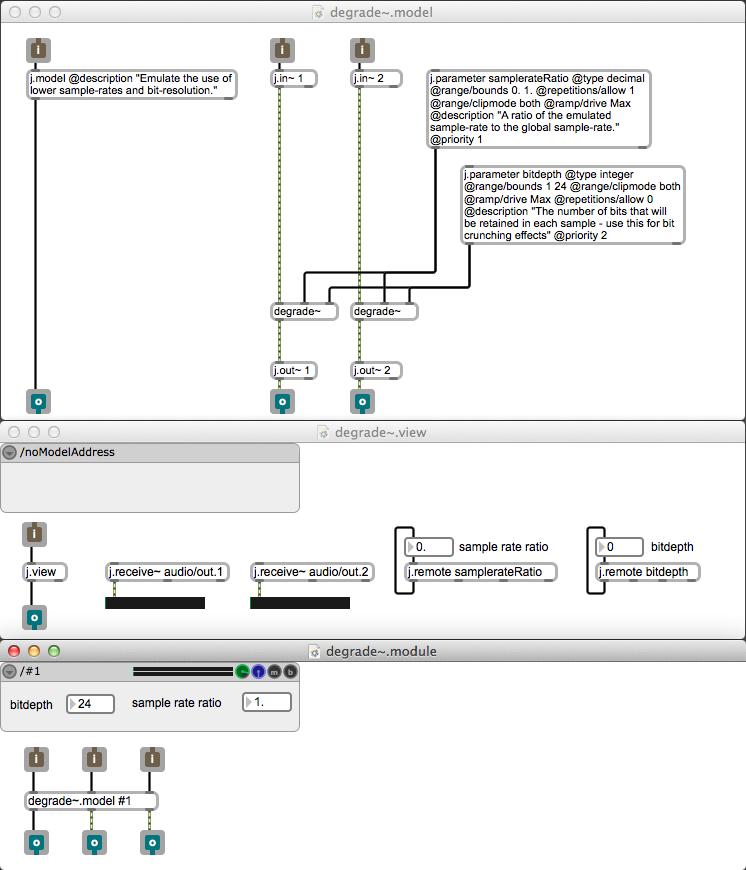 degrade~.model
i
i
i
j.model @description "Emulate the use of
lower sample-rates and bit-resolution."
j.in~ 1
j.in~ 2
j.parameter samplerateRatio @type decimal
@range/bounds 0. 1. @repetitions/allow 1
@range/clipmode both @ramp/drive Max
@description "A ratio of the emulated
sample-rate to the global sample-rate."
@priority 1
j.parameter bitdepth @type integer
@range/bounds 1 24 @range/clipmode both
@ramp/drive Max @repetitions/allow 0
@description "The number of bits that will
be retained in each sample - use this for bit
crunching effects" @priority 2
degrade~
degrade~
j.out~ 1
j.out~ 2
degrade~.view
/noModelAddress
i
0.
sample rate ratio
0
bitdepth
j.view
j.receive~ audio/out.1
j.receive~ audio/out.2
j.remote samplerateRatio
j.remote bitdepth
degrade~.module
/#1
m
b
bitdepth
24
sample rate ratio
1.
i
i
i
degrade~.model #1